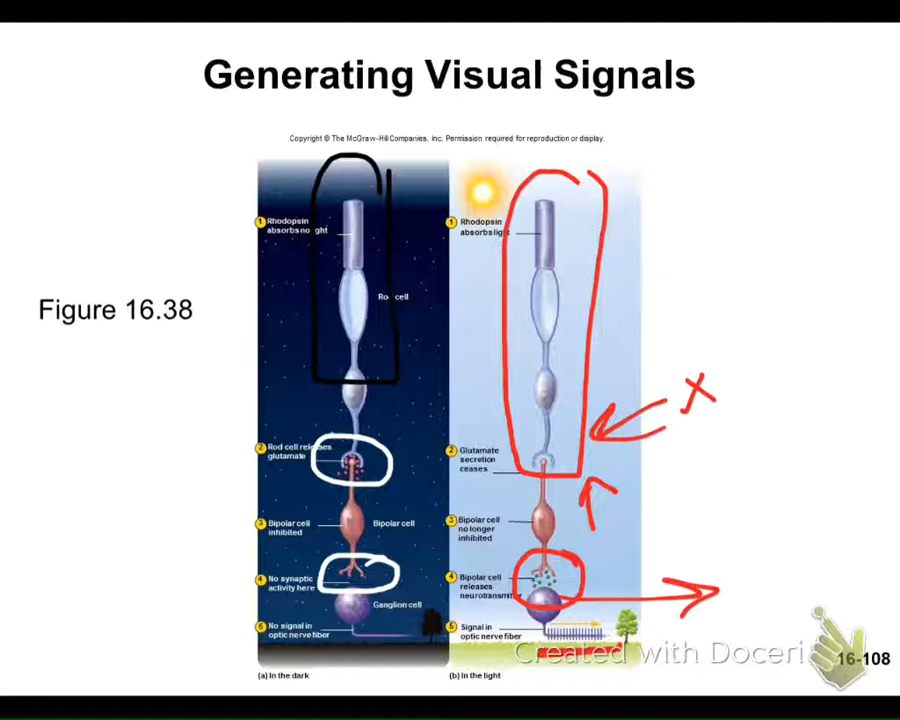 Generating Visual Signals
Copyright © The McGraw-Hill Companies, Inc. Permission required for reproduction or display.
Figure 16.38
1 Rhodopsin
absorbs no light
Rod cell
2 Rod cell releases
glutamate
3 Bipolar cell
inhibited
Bipolar cell
4 No synaptic
activity here
Ganglion cell
5 No signal in
optic nerve fiber
(a) In the dark
1 Rhodopsin
absorbs light
2 Glutamate
secretion
ceases
3 Bipolar cell
no longer
inhibited
4 Bipolar cell
releases
neurotransmitter
5 Signal in
optic nerve fiber
(b) In the light
X
Created with Doceri
16-108